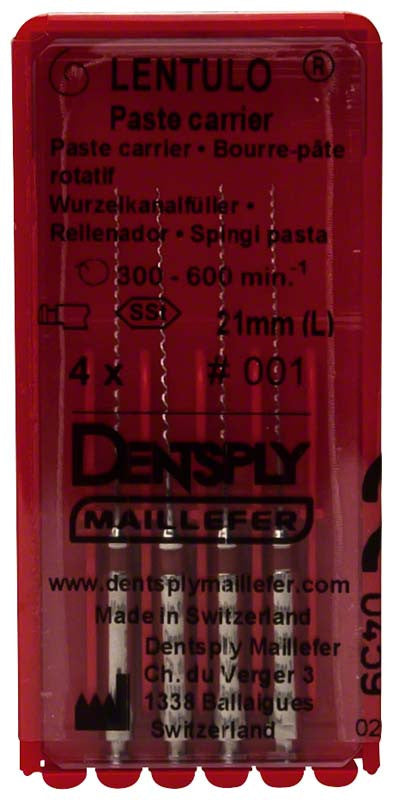 LENTULO ®
Paste carrier
Paste carrier • Bourre-pâte
rotatif
Wurzelkanalfüller •
Rellenador • Spingi pasta
300 - 600 min.⁻¹
SSt
21mm (L)
4 x # 001
DENTSPLY
MAILLEFER
www.dentsplymaillefer.com
Made in Switzerland
Dentsply Maillefer
Ch. du Verger 3
1338 Ballaigues
Switzerland
0459
02